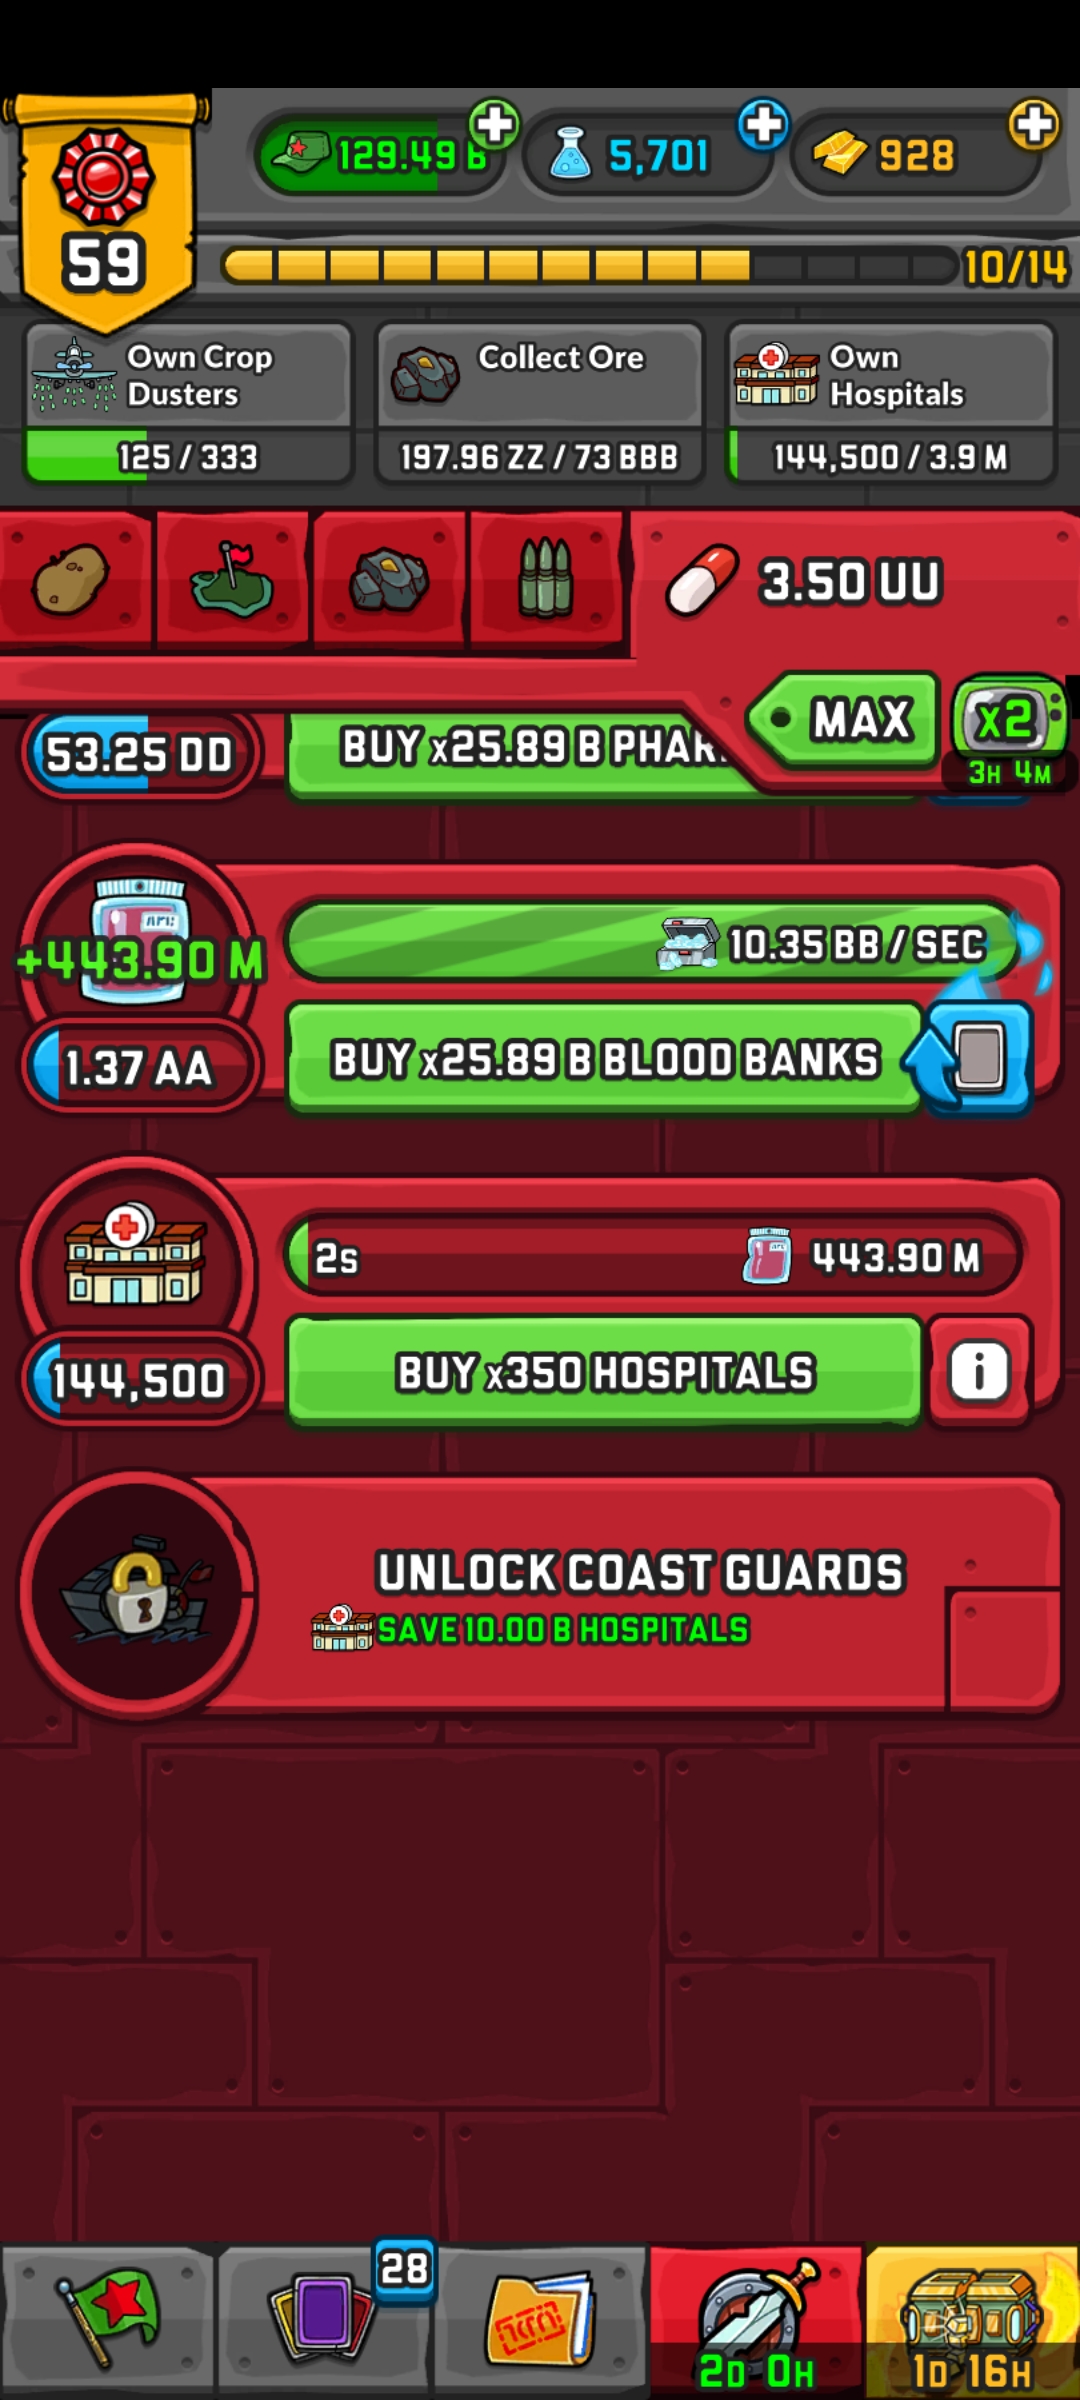 129.49 B
5,701
928
59
10/14
Own Crop
Dusters
125 / 333
Collect Ore
197.96 ZZ / 73 BBB
Own
Hospitals
144,500 / 3.9 M
3.50 UU
MAX
x2
3H 4M
53.25 DD
BUY x25.89 B PHAR
+443.90 M
10.35 BB / SEC
1.37 AA
BUY x25.89 B BLOOD BANKS
2s
443.90 M
144,500
BUY x350 HOSPITALS
i
UNLOCK COAST GUARDS
SAVE 10.00 B HOSPITALS
28
2D 0H
1D 16H